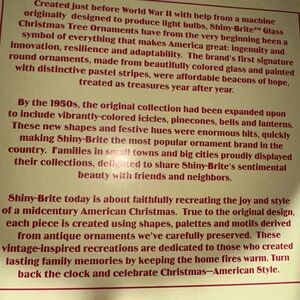 Created just before World War II with help from a machine
originally designed to produce light bulbs, Shiny-Brite™ Glass
Christmas Tree Ornaments have from the very beginning been a
symbol of everything that makes America great: ingenuity and
innovation, resilience and adaptability. The brand's first signature
round ornaments, made from beautifully colored glass and painted
with distinctive pastel stripes, were affordable beacons of hope,
treasured as treasures year after year.
By the 1950s, the original collection had been expanded upon
to include vibrantly-colored icicles, pinecones, bells and lanterns.
These new shapes and festive hues were enormous hits, quickly
making Shiny-Brite the most popular ornament brand in the
country. Families in small towns and big cities proudly displayed
their collections, delighted to share Shiny-Brite's sentimental
beauty with friends and neighbors.
Shiny-Brite today is about faithfully recreating the joy and style
of a midcentury American Christmas. True to the original design,
each piece is created using shapes, palettes and motifs derived
from antique ornaments we've carefully preserved. These
vintage-inspired recreations are dedicated to those who created
lasting family memories by keeping the home fires warm. Turn
back the clock and celebrate Christmas—American Style.